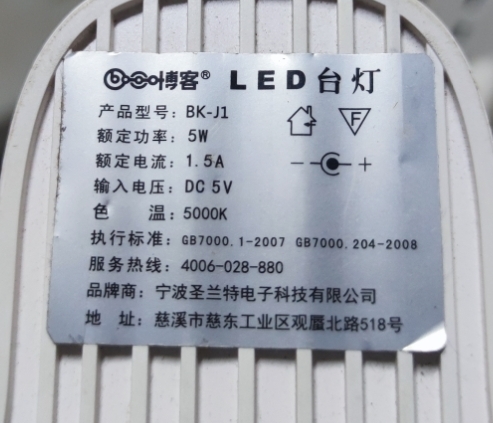 博客® LED台灯
产品型号: BK-J1
额定功率: 5W
F
额定电流: 1.5A
- +
输入电压: DC 5V
色 温: 5000K
执行标准: GB7000.1-2007 GB7000.204-2008
服务热线: 4006-028-880
品牌商: 宁波圣兰特电子科技有限公司
地 址: 慈溪市慈东工业区观蜃北路518号